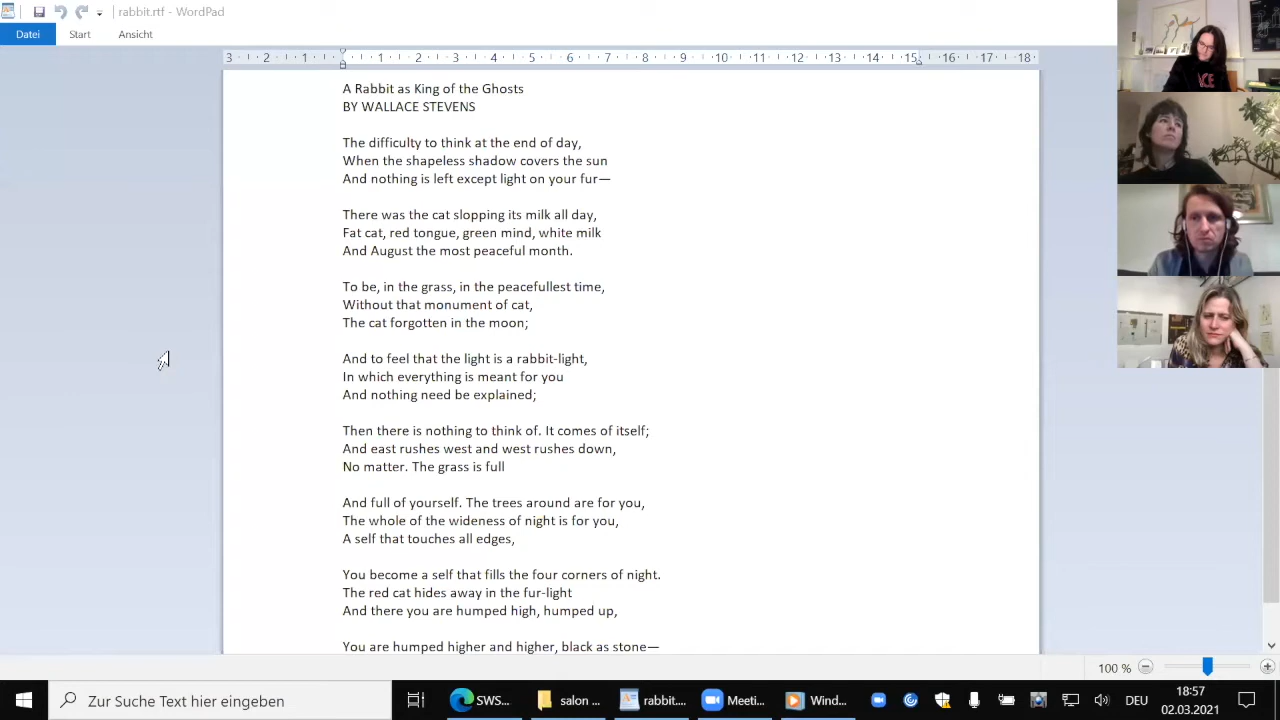 rabbit.rtf - WordPad
Datei Start Ansicht
3 2 1 1 2 3 4 5 6 7 8 9 10 11 12 13 14 15 16 17 18
A Rabbit as King of the Ghosts
BY WALLACE STEVENS
The difficulty to think at the end of day,
When the shapeless shadow covers the sun
And nothing is left except light on your fur—
There was the cat slopping its milk all day,
Fat cat, red tongue, green mind, white milk
And August the most peaceful month.
To be, in the grass, in the peacefullest time,
Without that monument of cat,
The cat forgotten in the moon;
And to feel that the light is a rabbit-light,
In which everything is meant for you
And nothing need be explained;
Then there is nothing to think of. It comes of itself;
And east rushes west and west rushes down,
No matter. The grass is full
And full of yourself. The trees around are for you,
The whole of the wideness of night is for you,
A self that touches all edges,
You become a self that fills the four corners of night.
The red cat hides away in the fur-light
And there you are humped high, humped up,
You are humped higher and higher, black as stone—
100 %
Zur Suche Text hier eingeben
SWS...
salon ...
rabbit....
Meeti...
Wind...
DEU
18:57
02.03.2021